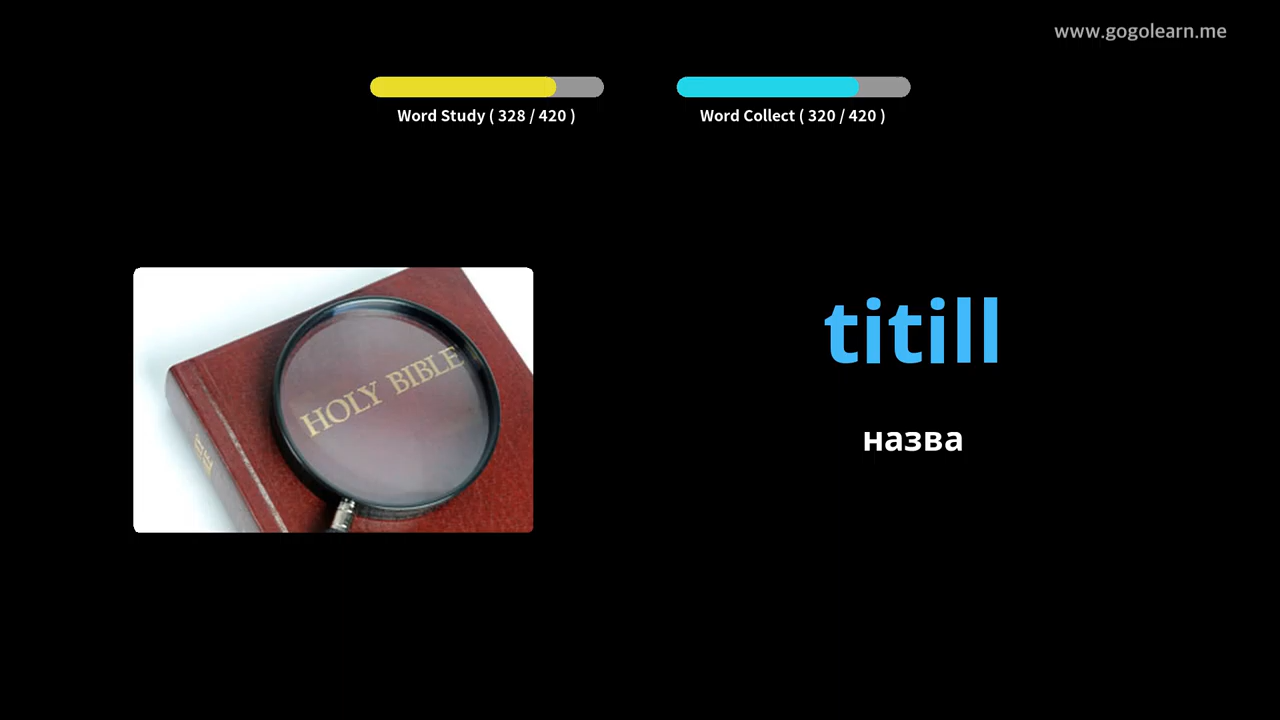 www.gogolearn.me
Word Study ( 328 / 420 )
Word Collect ( 320 / 420 )
HOLY BIBLE
titill
назва